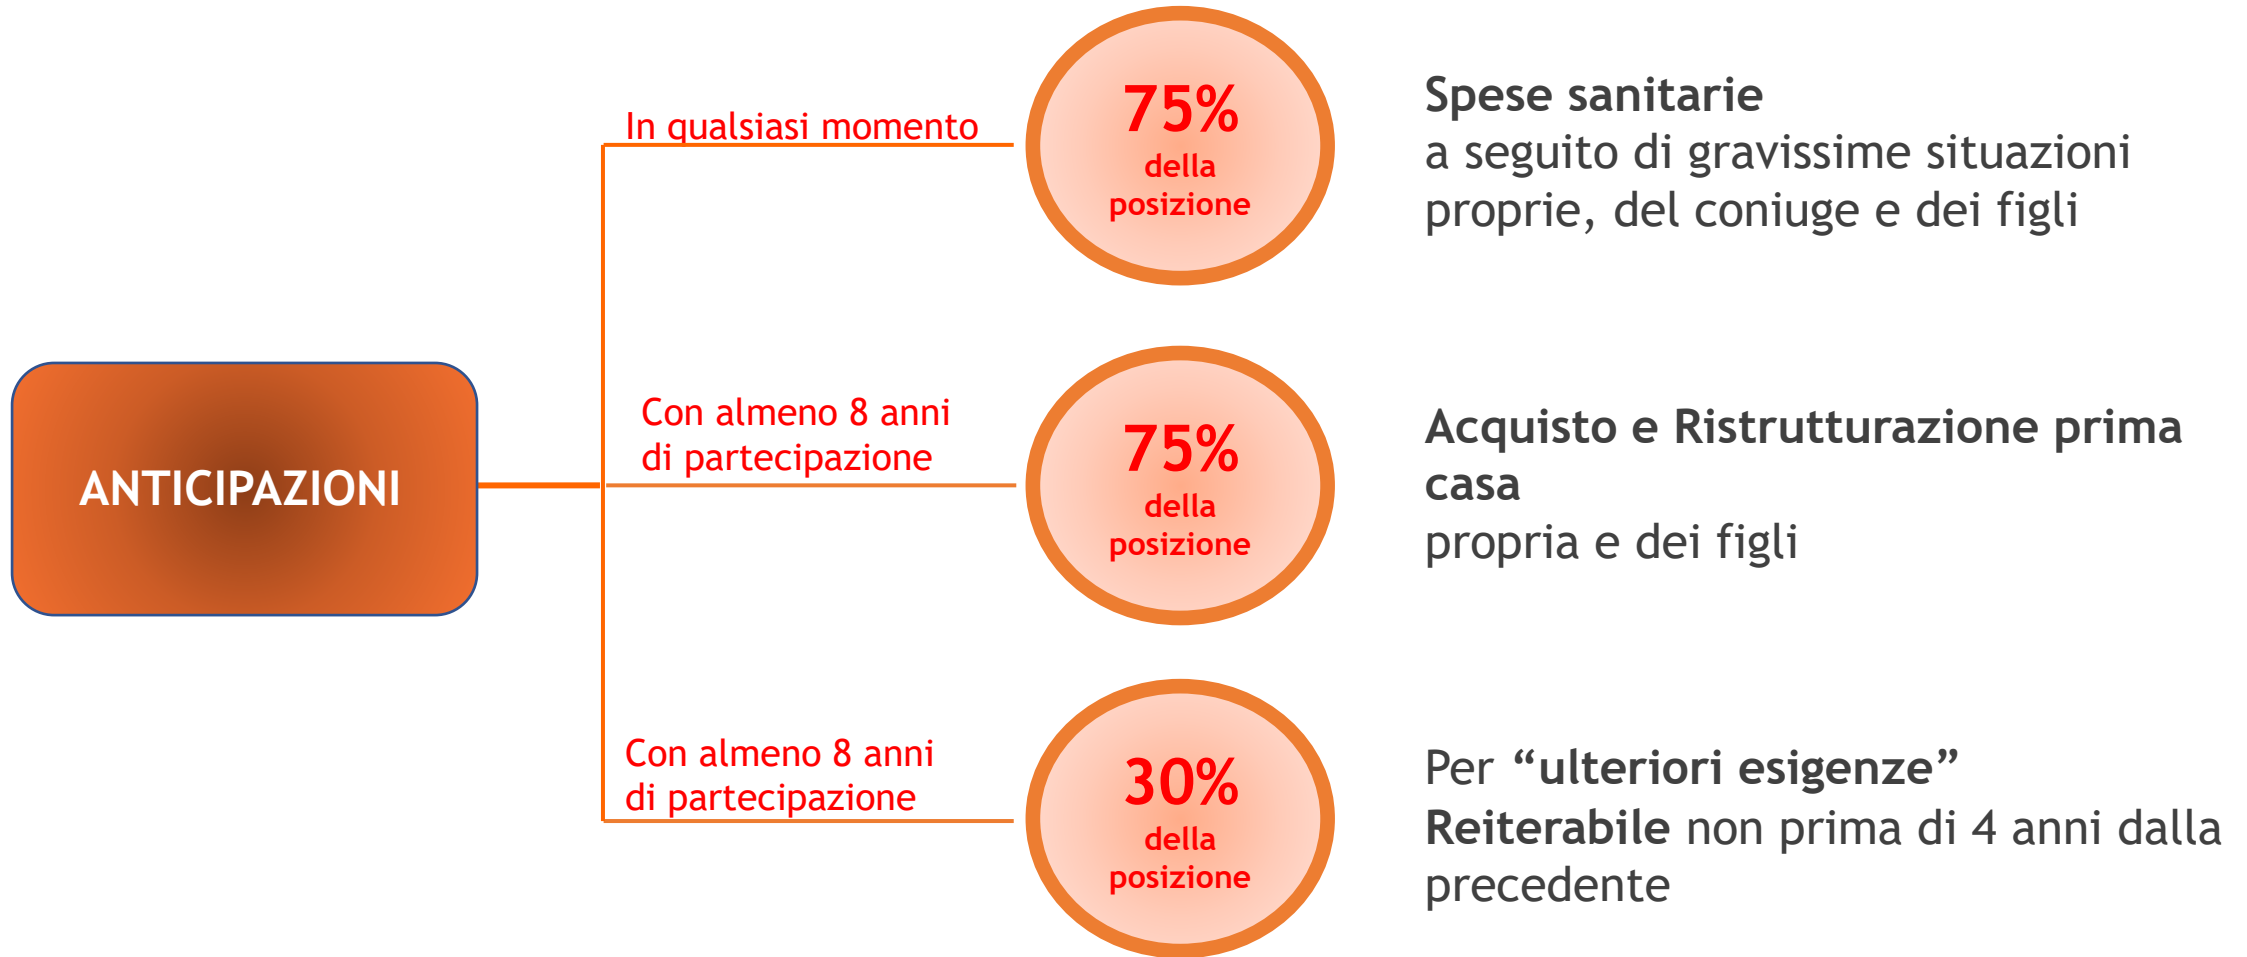 ANTICIPAZIONI
In qualsiasi momento
75%
della
posizione
Spese sanitarie
a seguito di gravissime situazioni
proprie, del coniuge e dei figli
Con almeno 8 anni
di partecipazione
75%
della
posizione
Acquisto e Ristrutturazione prima
casa
propria e dei figli
Con almeno 8 anni
di partecipazione
30%
della
posizione
Per “ulteriori esigenze”
Reiterabile non prima di 4 anni dalla
precedente